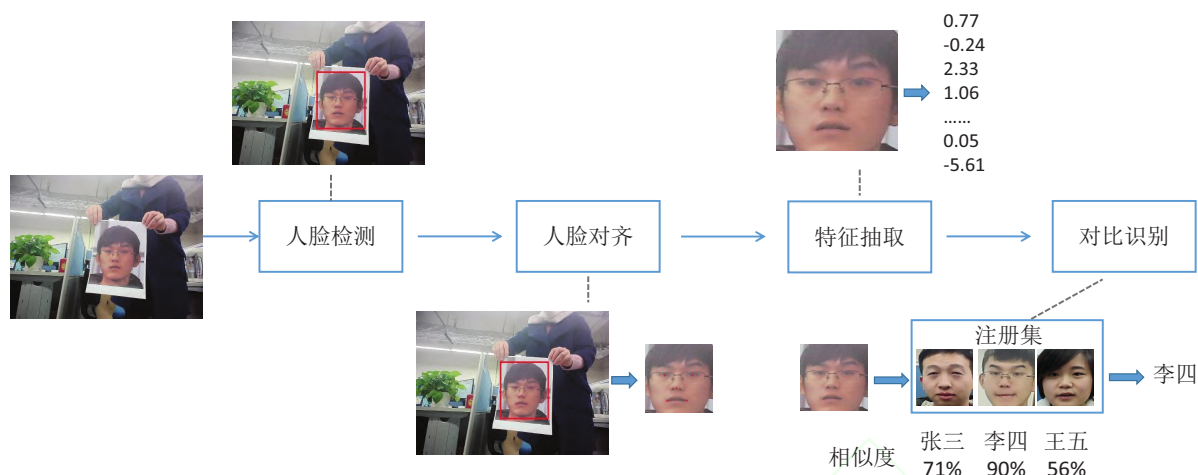 0.77
-0.24
2.33
1.06
......
0.05
-5.61
人脸检测
人脸对齐
特征抽取
对比识别
注册集
李四
张三 李四 王五
相似度 71% 90% 56%